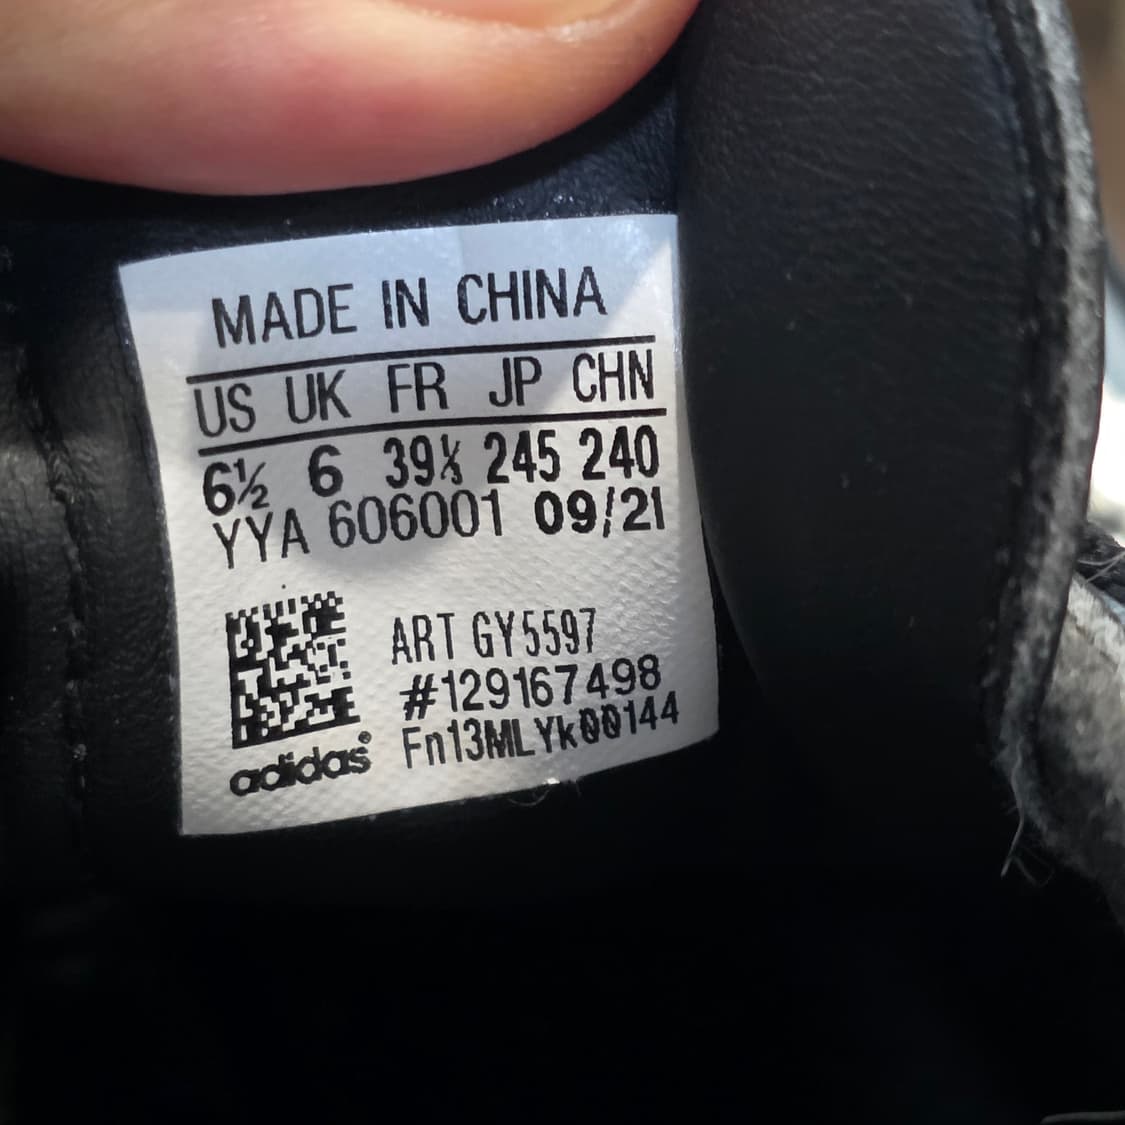 MADE IN CHINA
US UK FR JP CHN
6½ 6 39⅓ 245 240
YYA 606001 09/21
ART GY5597
#129167498
Fn13MLYk00144
adidas®